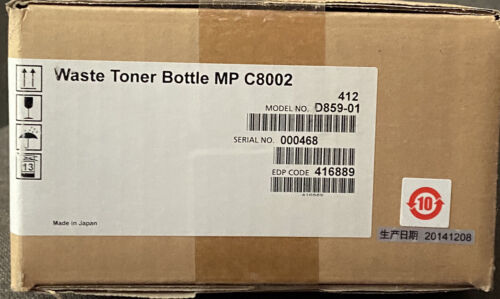 Waste Toner Bottle MP C8002
412
MODEL NO. D859-01
SERIAL NO. 000468
EDP CODE 416889
416889
13
Made in Japan
10
生产日期 20141208